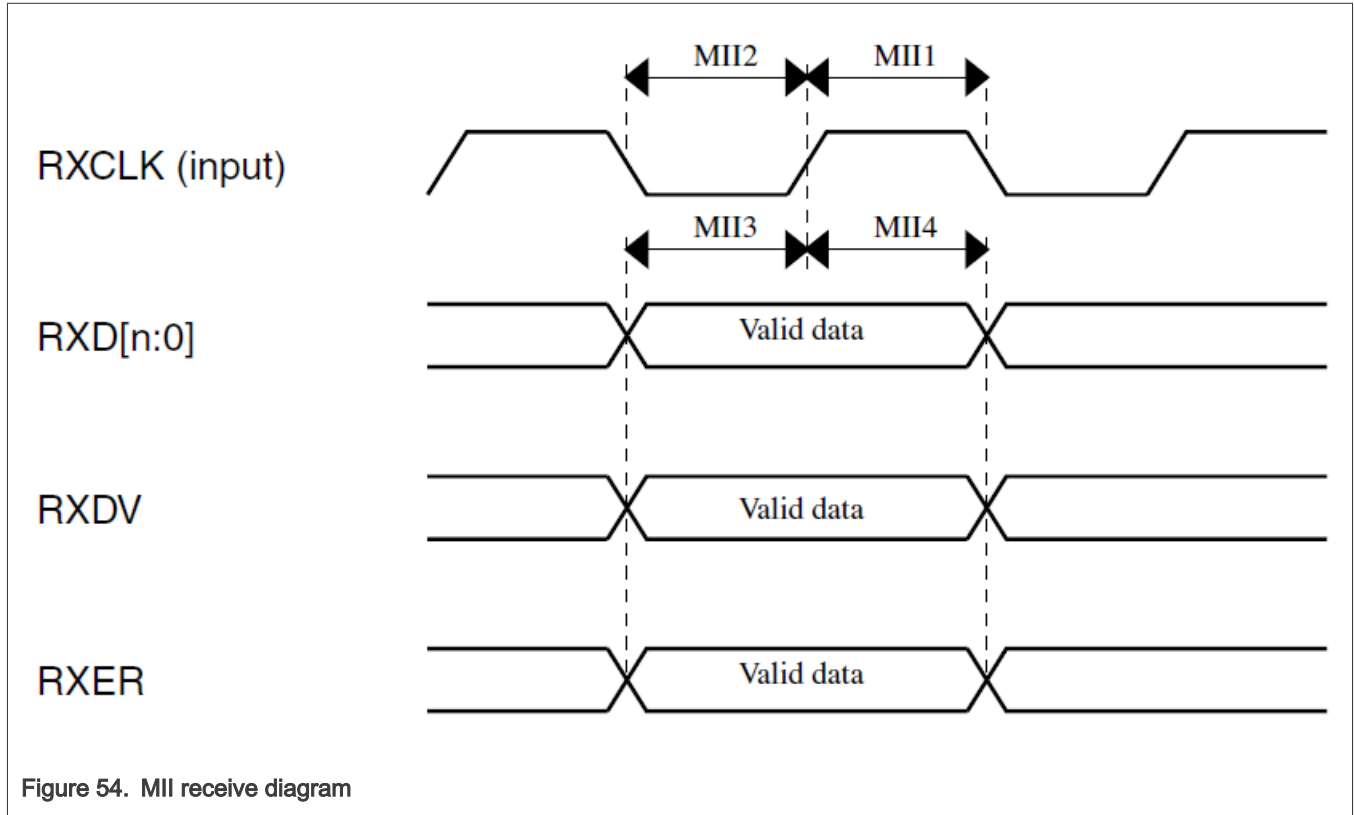 MII2 MII1
RXCLK (input)
MII3 MII4
RXD[n:0] Valid data
RXDV Valid data
RXER Valid data
Figure 54. MII receive diagram